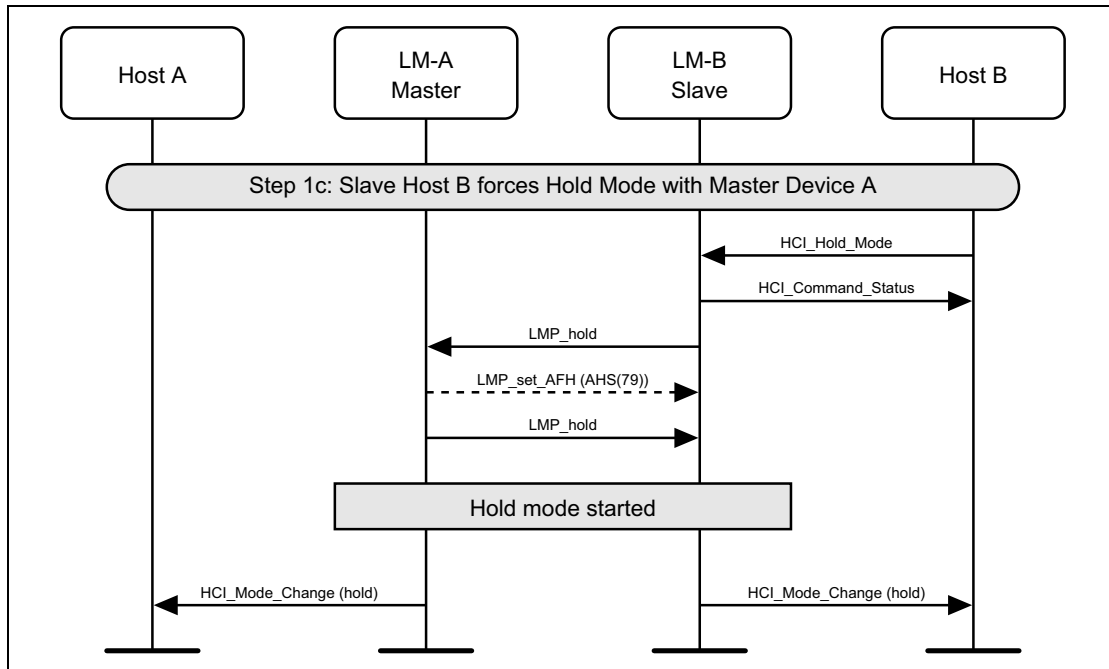 Host A
LM-A
Master
LM-B
Slave
Host B
Step 1c: Slave Host B forces Hold Mode with Master Device A
HCI_Hold_Mode
HCI_Command_Status
LMP_hold
LMP_set_AFH (AHS(79))
LMP_hold
Hold mode started
HCI_Mode_Change (hold)
HCI_Mode_Change (hold)